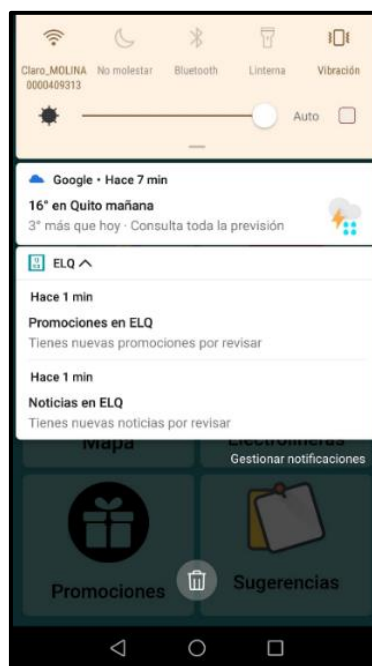 Claro_MOLINA No molestar Bluetooth Linterna Vibración
0000409313
Auto
Google • Hace 7 min
16° en Quito mañana
3° más que hoy · Consulta toda la previsión
ELQ
Hace 1 min
Promociones en ELQ
Tienes nuevas promociones por revisar
Hace 1 min
Noticias en ELQ
Tienes nuevas noticias por revisar
Mapa Electrolineras
Gestionar notificaciones
Promociones Sugerencias